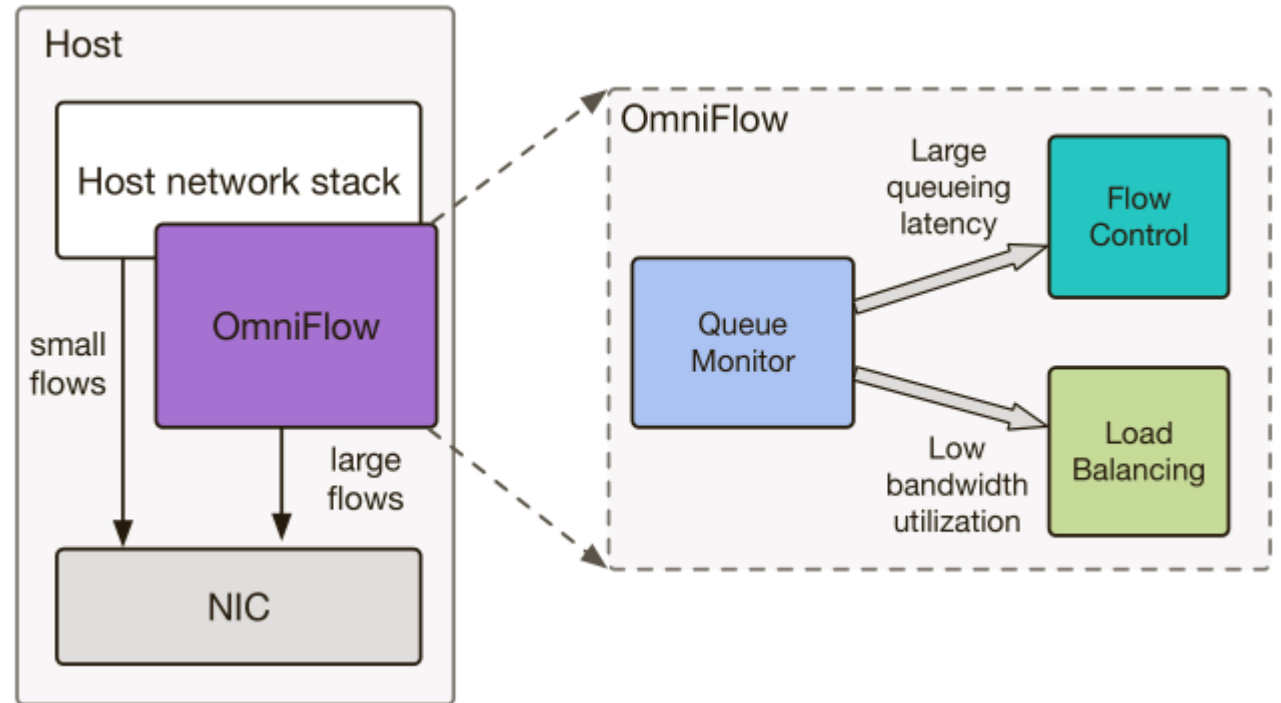 Host
Host network stack
OmniFlow
small
flows
large
flows
NIC
OmniFlow
Large
queueing
latency
Flow
Control
Queue
Monitor
Low
bandwidth
utilization
Load
Balancing